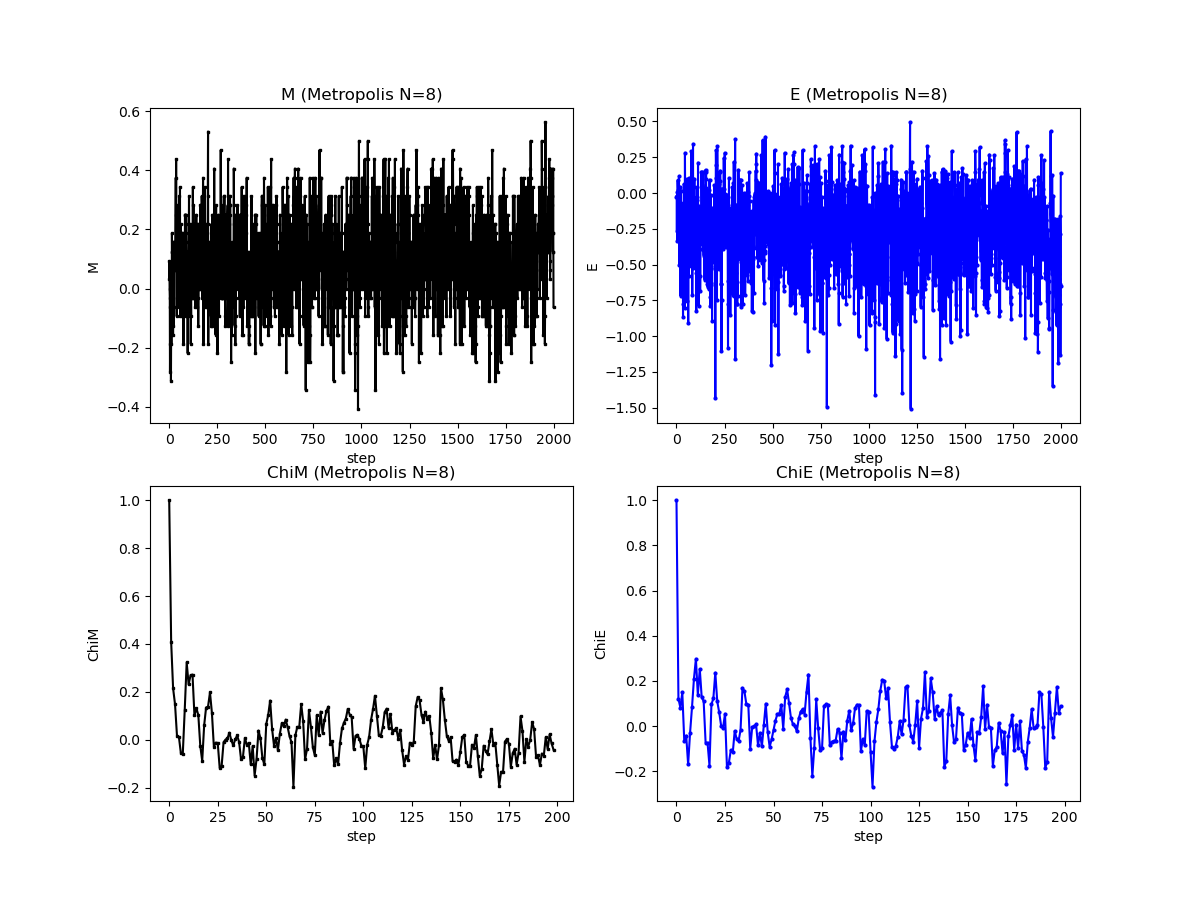 M (Metropolis N=8)
0.6
0.4
0.2
0.0
−0.2
−0.4
M
0 250 500 750 1000 1250 1500 1750 2000
step
E (Metropolis N=8)
0.50
0.25
0.00
−0.25
−0.50
−0.75
−1.00
−1.25
−1.50
E
0 250 500 750 1000 1250 1500 1750 2000
step
ChiM (Metropolis N=8)
1.0
0.8
0.6
0.4
0.2
0.0
−0.2
ChiM
0 25 50 75 100 125 150 175 200
step
ChiE (Metropolis N=8)
1.0
0.8
0.6
0.4
0.2
0.0
−0.2
ChiE
0 25 50 75 100 125 150 175 200
step